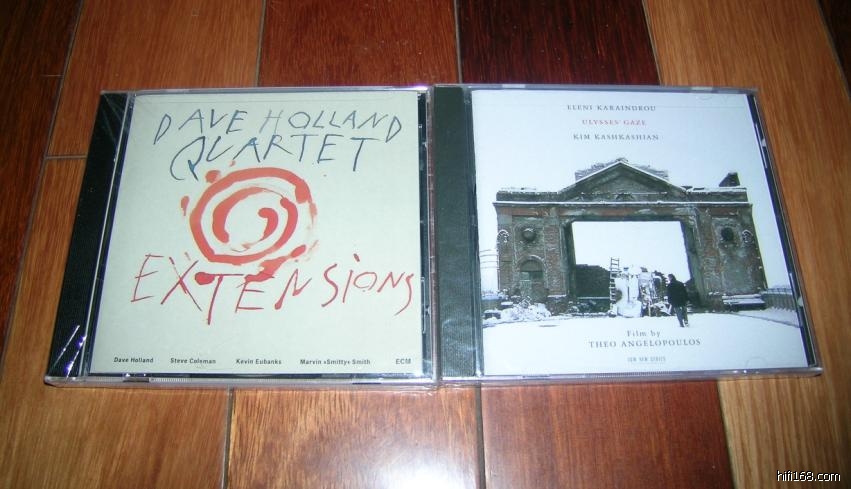 DAVE HOLLAND
QUARTET
EXTENSIONS
Dave Holland Steve Coleman Kevin Eubanks Marvin »Smitty« Smith ECM
ELENI KARAINDROU
ULYSSES' GAZE
KIM KASHKASHIAN
Film by
THEO ANGELOPOULOS
ECM NEW SERIES
hifi168.com